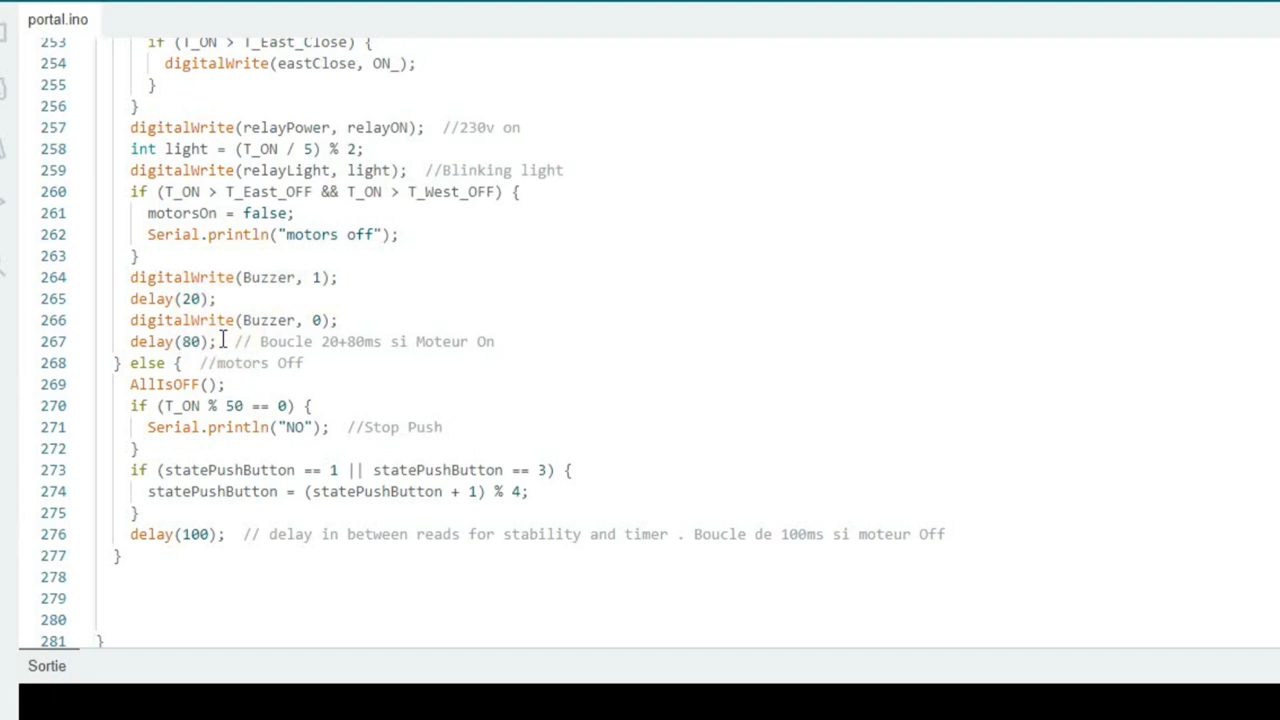 portal.ino
253 if (T_ON > T_East_Close) {
254 digitalWrite(eastClose, ON_);
255 }
256 }
257 digitalWrite(relayPower, relayON); //230v on
258 int light = (T_ON / 5) % 2;
259 digitalWrite(relayLight, light); //Blinking light
260 if (T_ON > T_East_OFF && T_ON > T_West_OFF) {
261 motorsOn = false;
262 Serial.println("motors off");
263 }
264 digitalWrite(Buzzer, 1);
265 delay(20);
266 digitalWrite(Buzzer, 0);
267 delay(80); // Boucle 20+80ms si Moteur On
268 } else { //motors Off
269 AllIsOFF();
270 if (T_ON % 50 == 0) {
271 Serial.println("NO"); //Stop Push
272 }
273 if (statePushButton == 1 || statePushButton == 3) {
274 statePushButton = (statePushButton + 1) % 4;
275 }
276 delay(100); // delay in between reads for stability and timer . Boucle de 100ms si moteur Off
277 }
278
279
280
281 }
Sortie